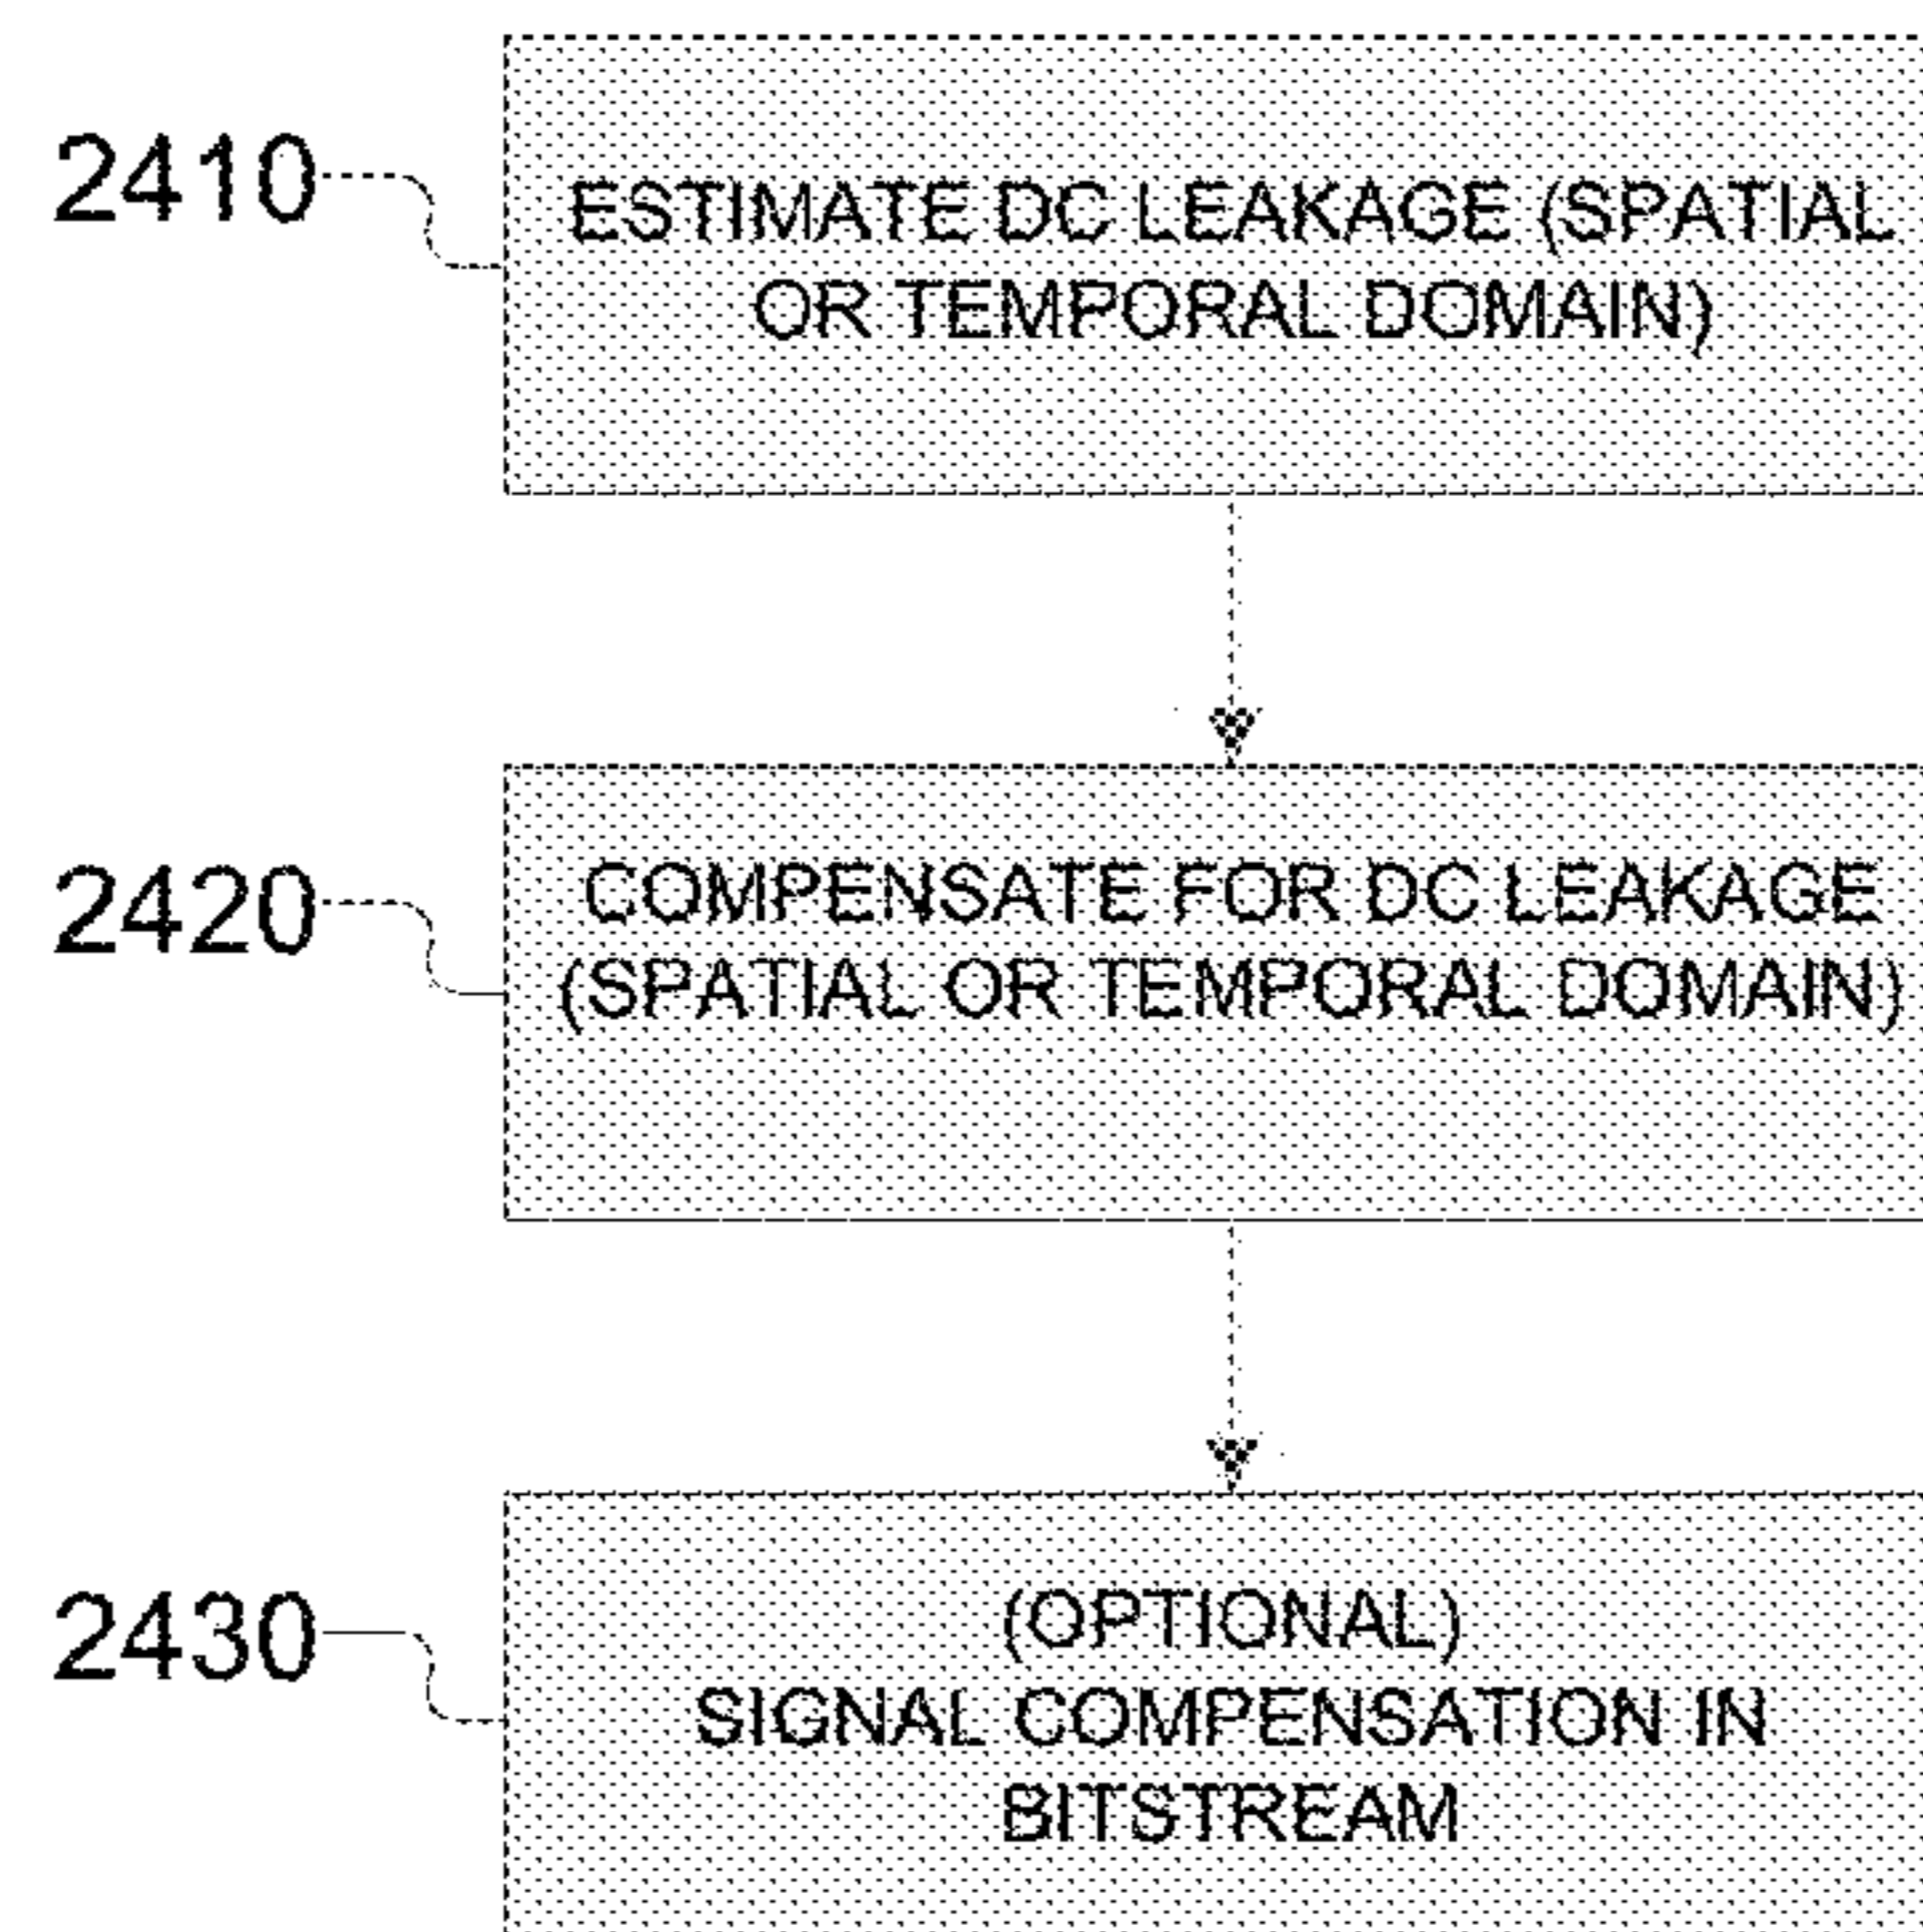 2410
ESTIMATE DC LEAKAGE (SPATIAL
OR TEMPORAL DOMAIN)
2420
COMPENSATE FOR DC LEAKAGE
(SPATIAL OR TEMPORAL DOMAIN)
2430
(OPTIONAL)
SIGNAL COMPENSATION IN
BITSTREAM